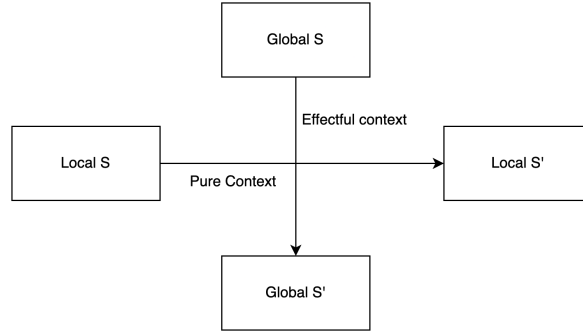 Global S
Effectful context
Local S
Local S'
Pure Context
Global S'